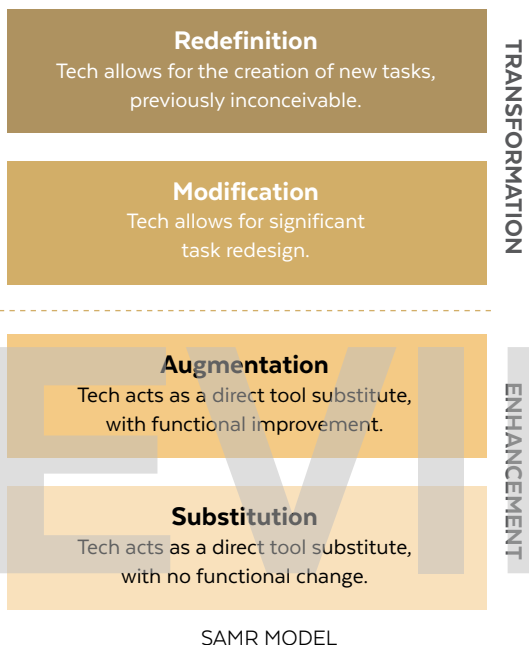 Redefinition
Tech allows for the creation of new tasks,
previously inconceivable.
TRANSFORMATION
Modification
Tech allows for significant
task redesign.
Augmentation
Tech acts as a direct tool substitute,
with functional improvement.
ENHANCEMENT
Substitution
Tech acts as a direct tool substitute,
with no functional change.
EVI
SAMR MODEL